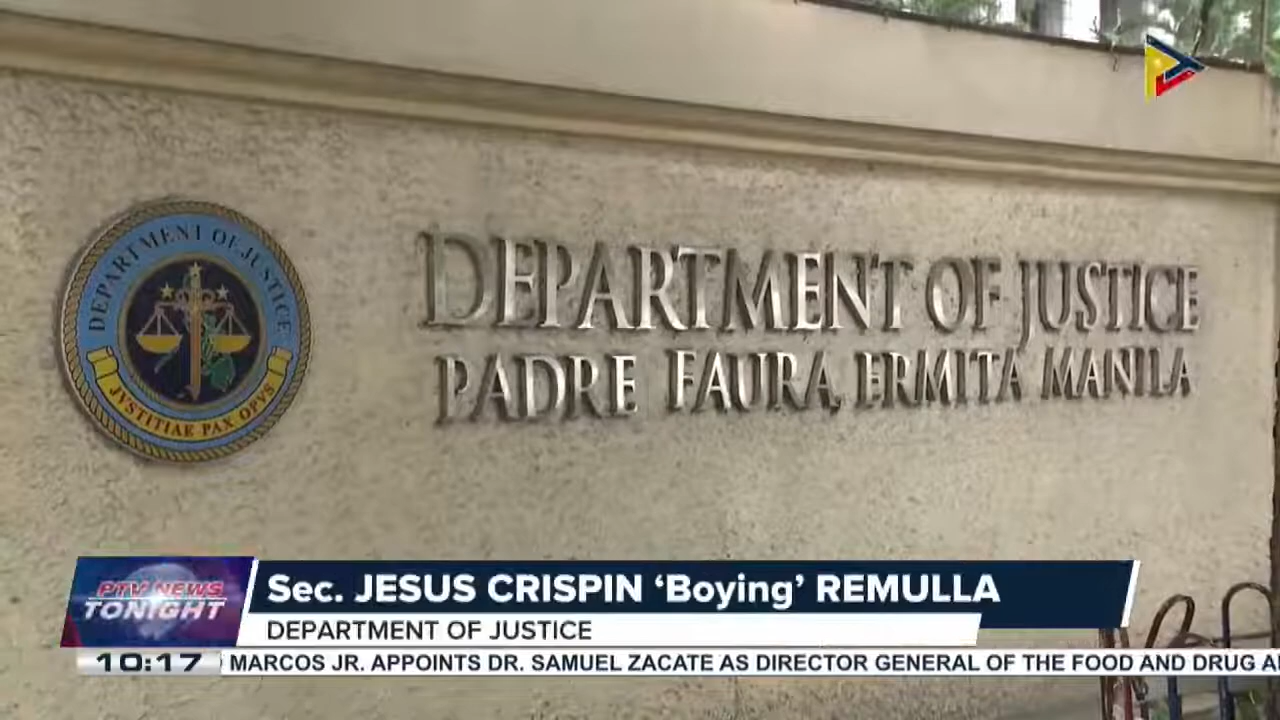 DEPARTMENT OF JUSTICE
JVSTITIAE PAX OPVS
DEPARTMENT OF JUSTICE
PADRE FAURA, ERMITA MANILA
PTV NEWS
TONIGHT
Sec. JESUS CRISPIN ‘Boying’ REMULLA
DEPARTMENT OF JUSTICE
10:17
MARCOS JR. APPOINTS DR. SAMUEL ZACATE AS DIRECTOR GENERAL OF THE FOOD AND DRUG A